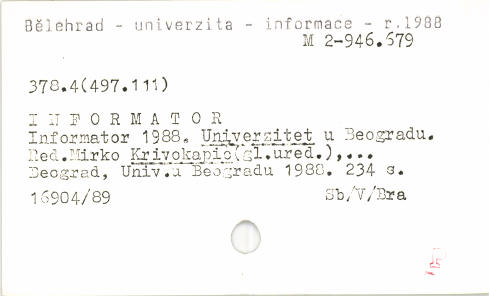 Bělehrad - univerzita - informace - r.1988
M 2-946.579
378.4(497.111)
I N F O R M A T O R
Informator 1988. Univerzitet u Beogradu.
Red.Mirko Krivokapić(gl.ured.),...
Beograd, Univ.u Beogradu 1988. 234 s.
16904/89 Sb/V/Bra